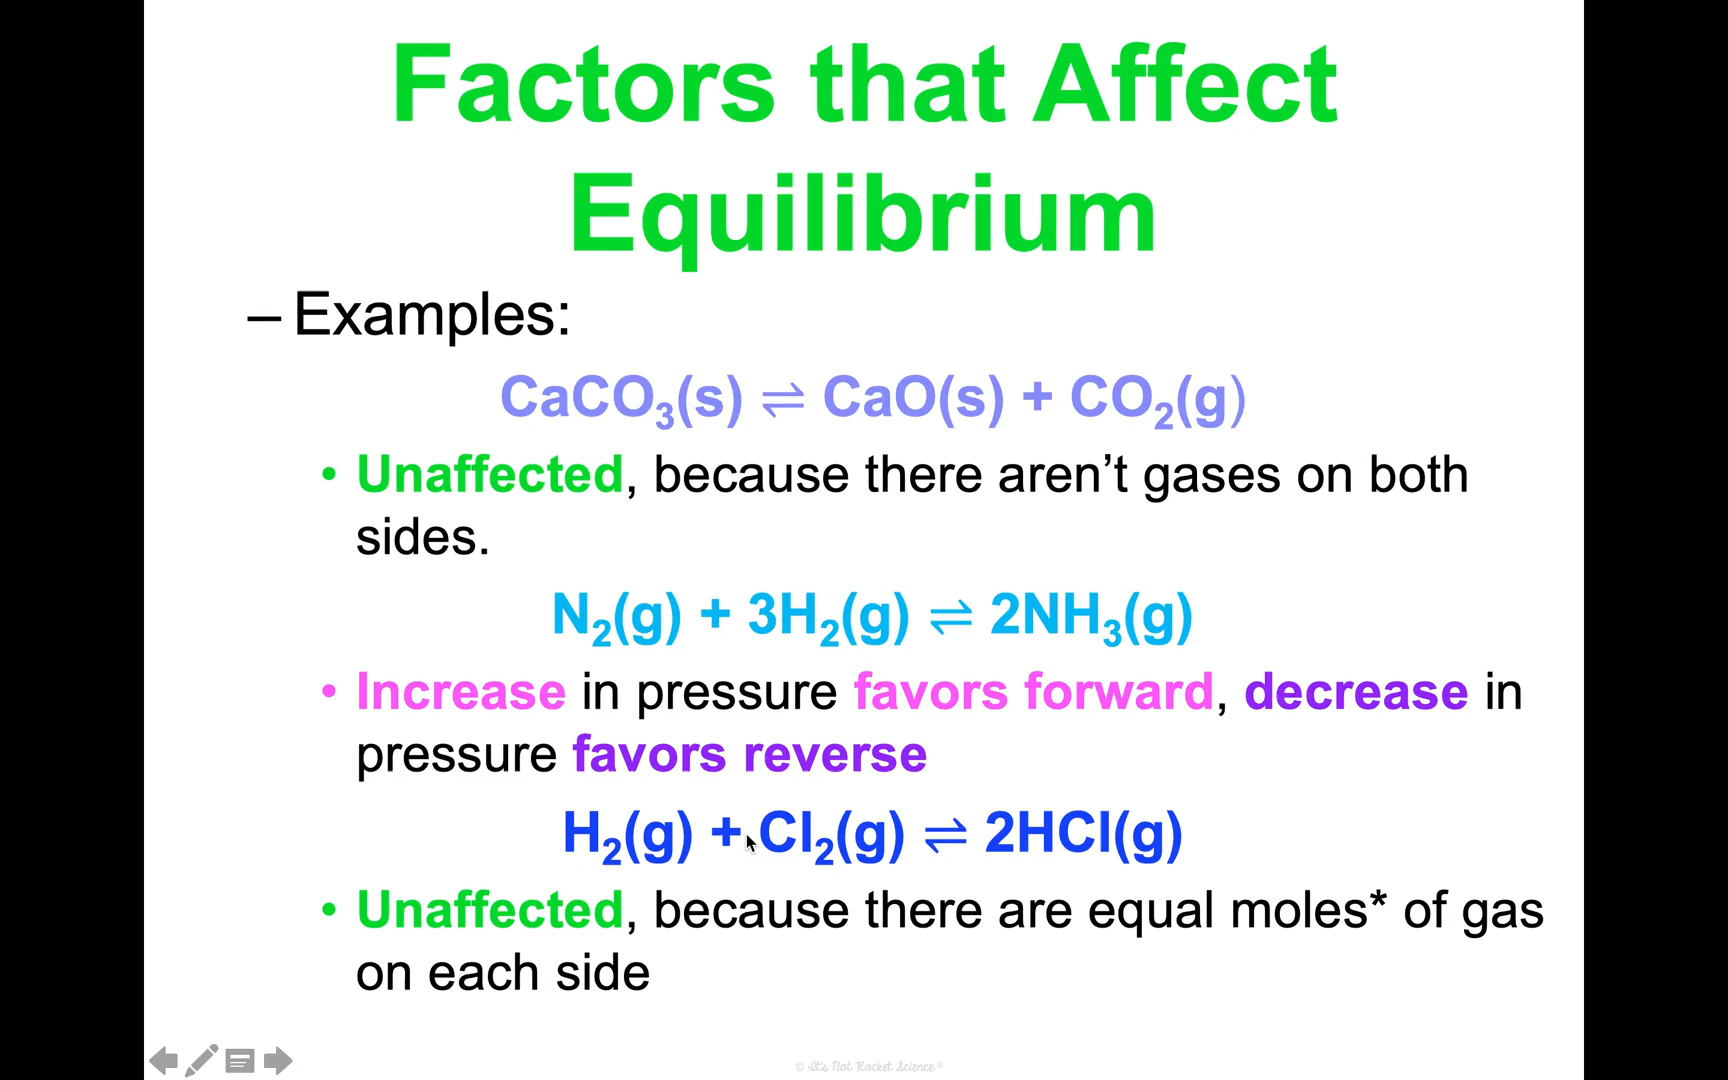 Factors that Affect
Equilibrium
– Examples:
CaCO₃(s) ⇌ CaO(s) + CO₂(g)
• Unaffected, because there aren’t gases on both
sides.
N₂(g) + 3H₂(g) ⇌ 2NH₃(g)
• Increase in pressure favors forward, decrease in
pressure favors reverse
H₂(g) + Cl₂(g) ⇌ 2HCl(g)
• Unaffected, because there are equal moles* of gas
on each side
© It's Not Rocket Science®